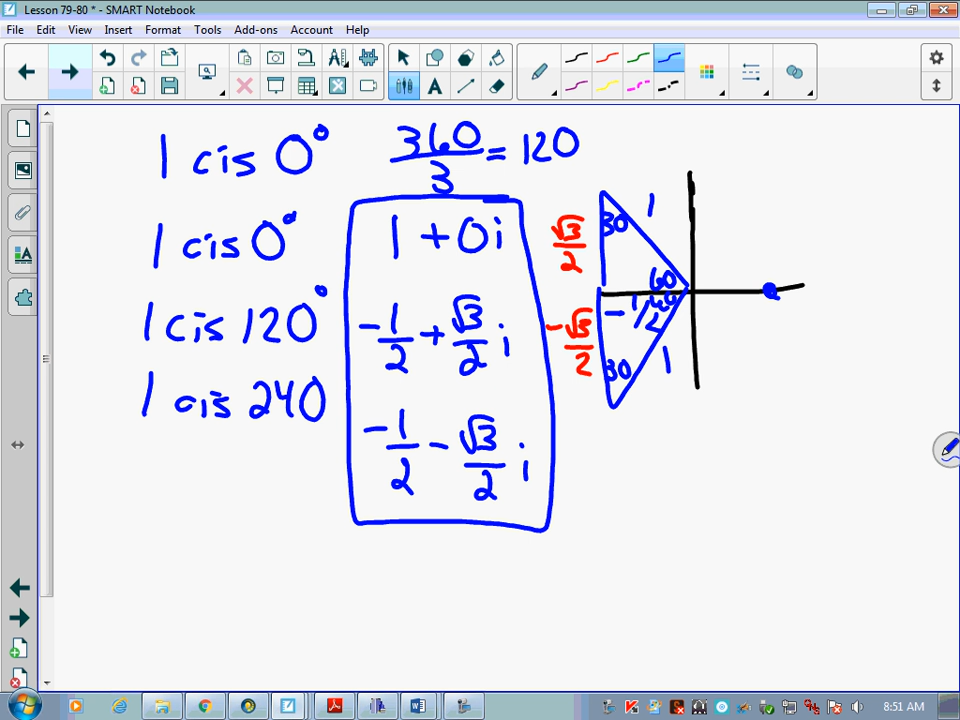 Lesson 79-80 * - SMART Notebook
File Edit View Insert Format Tools Add-ons Account Help
1 cis 0° 360/3 = 120
1 cis 0° 1 + 0i
1 cis 120° -1/2 + √3/2 i
1 cis 240 -1/2 - √3/2 i
1
30
√3/2
60
60
-1/2
-√3/2
30
1
8:51 AM